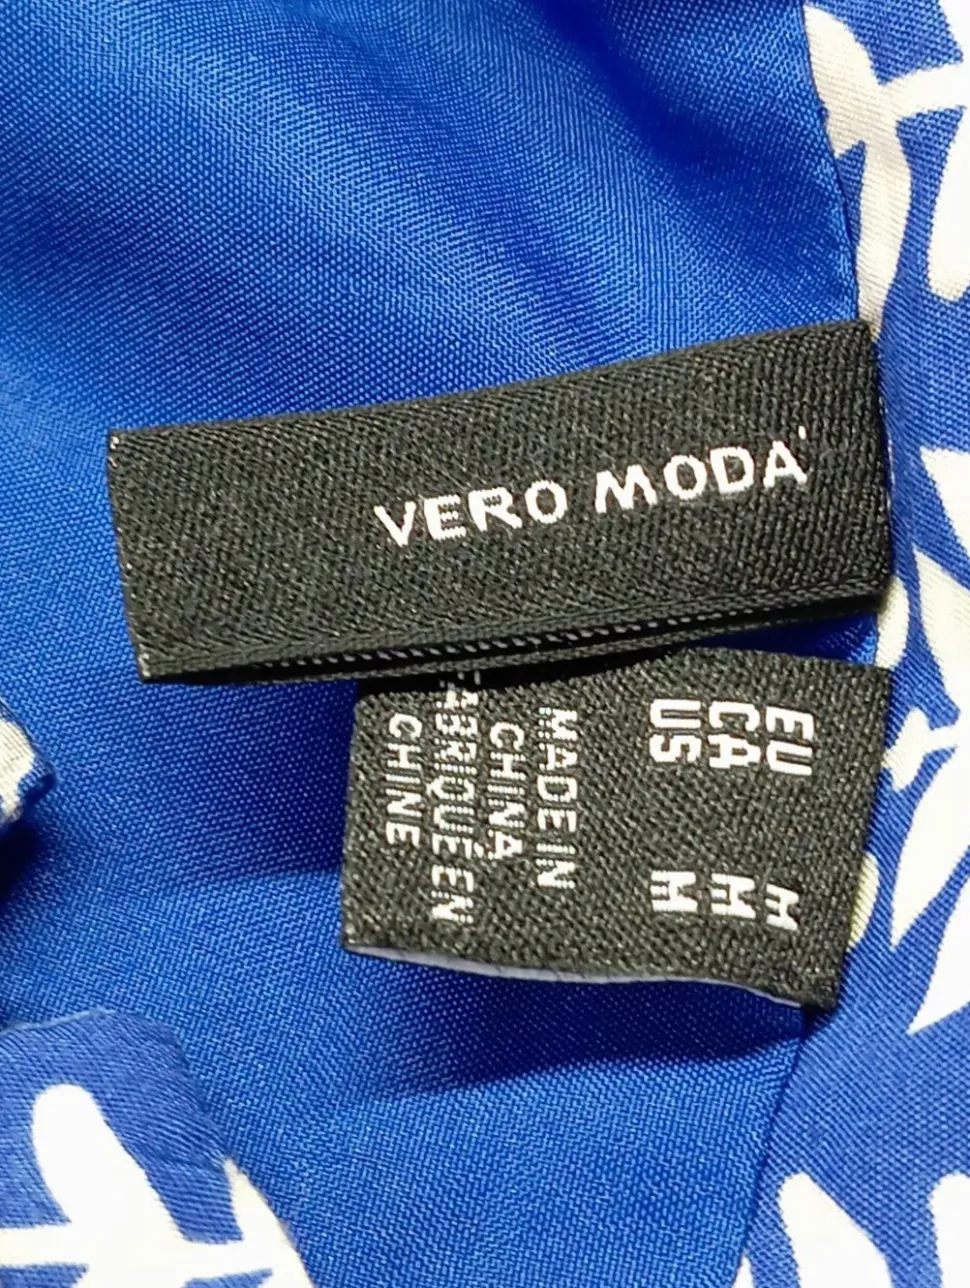 VERO MODA
EU M
CA M
US M
MADE IN
CHINA
FABRIQUÉ EN
CHINE